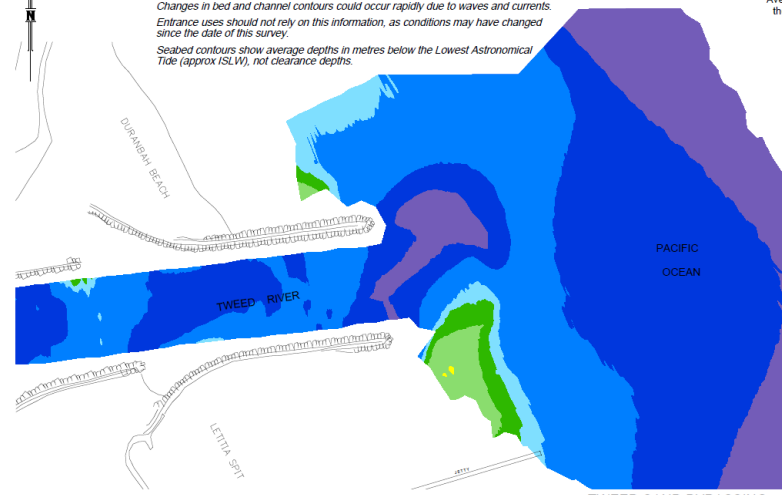 Changes in bed and channel contours could occur rapidly due to waves and currents.
Entrance uses should not rely on this information, as conditions may have changed
since the date of this survey.
Seabed contours show average depths in metres below the Lowest Astronomical
Tide (approx ISLW), not clearance depths.
N
DURANBAH BEACH
PACIFIC
OCEAN
TWEED RIVER
LETITIA SPIT
JETTY